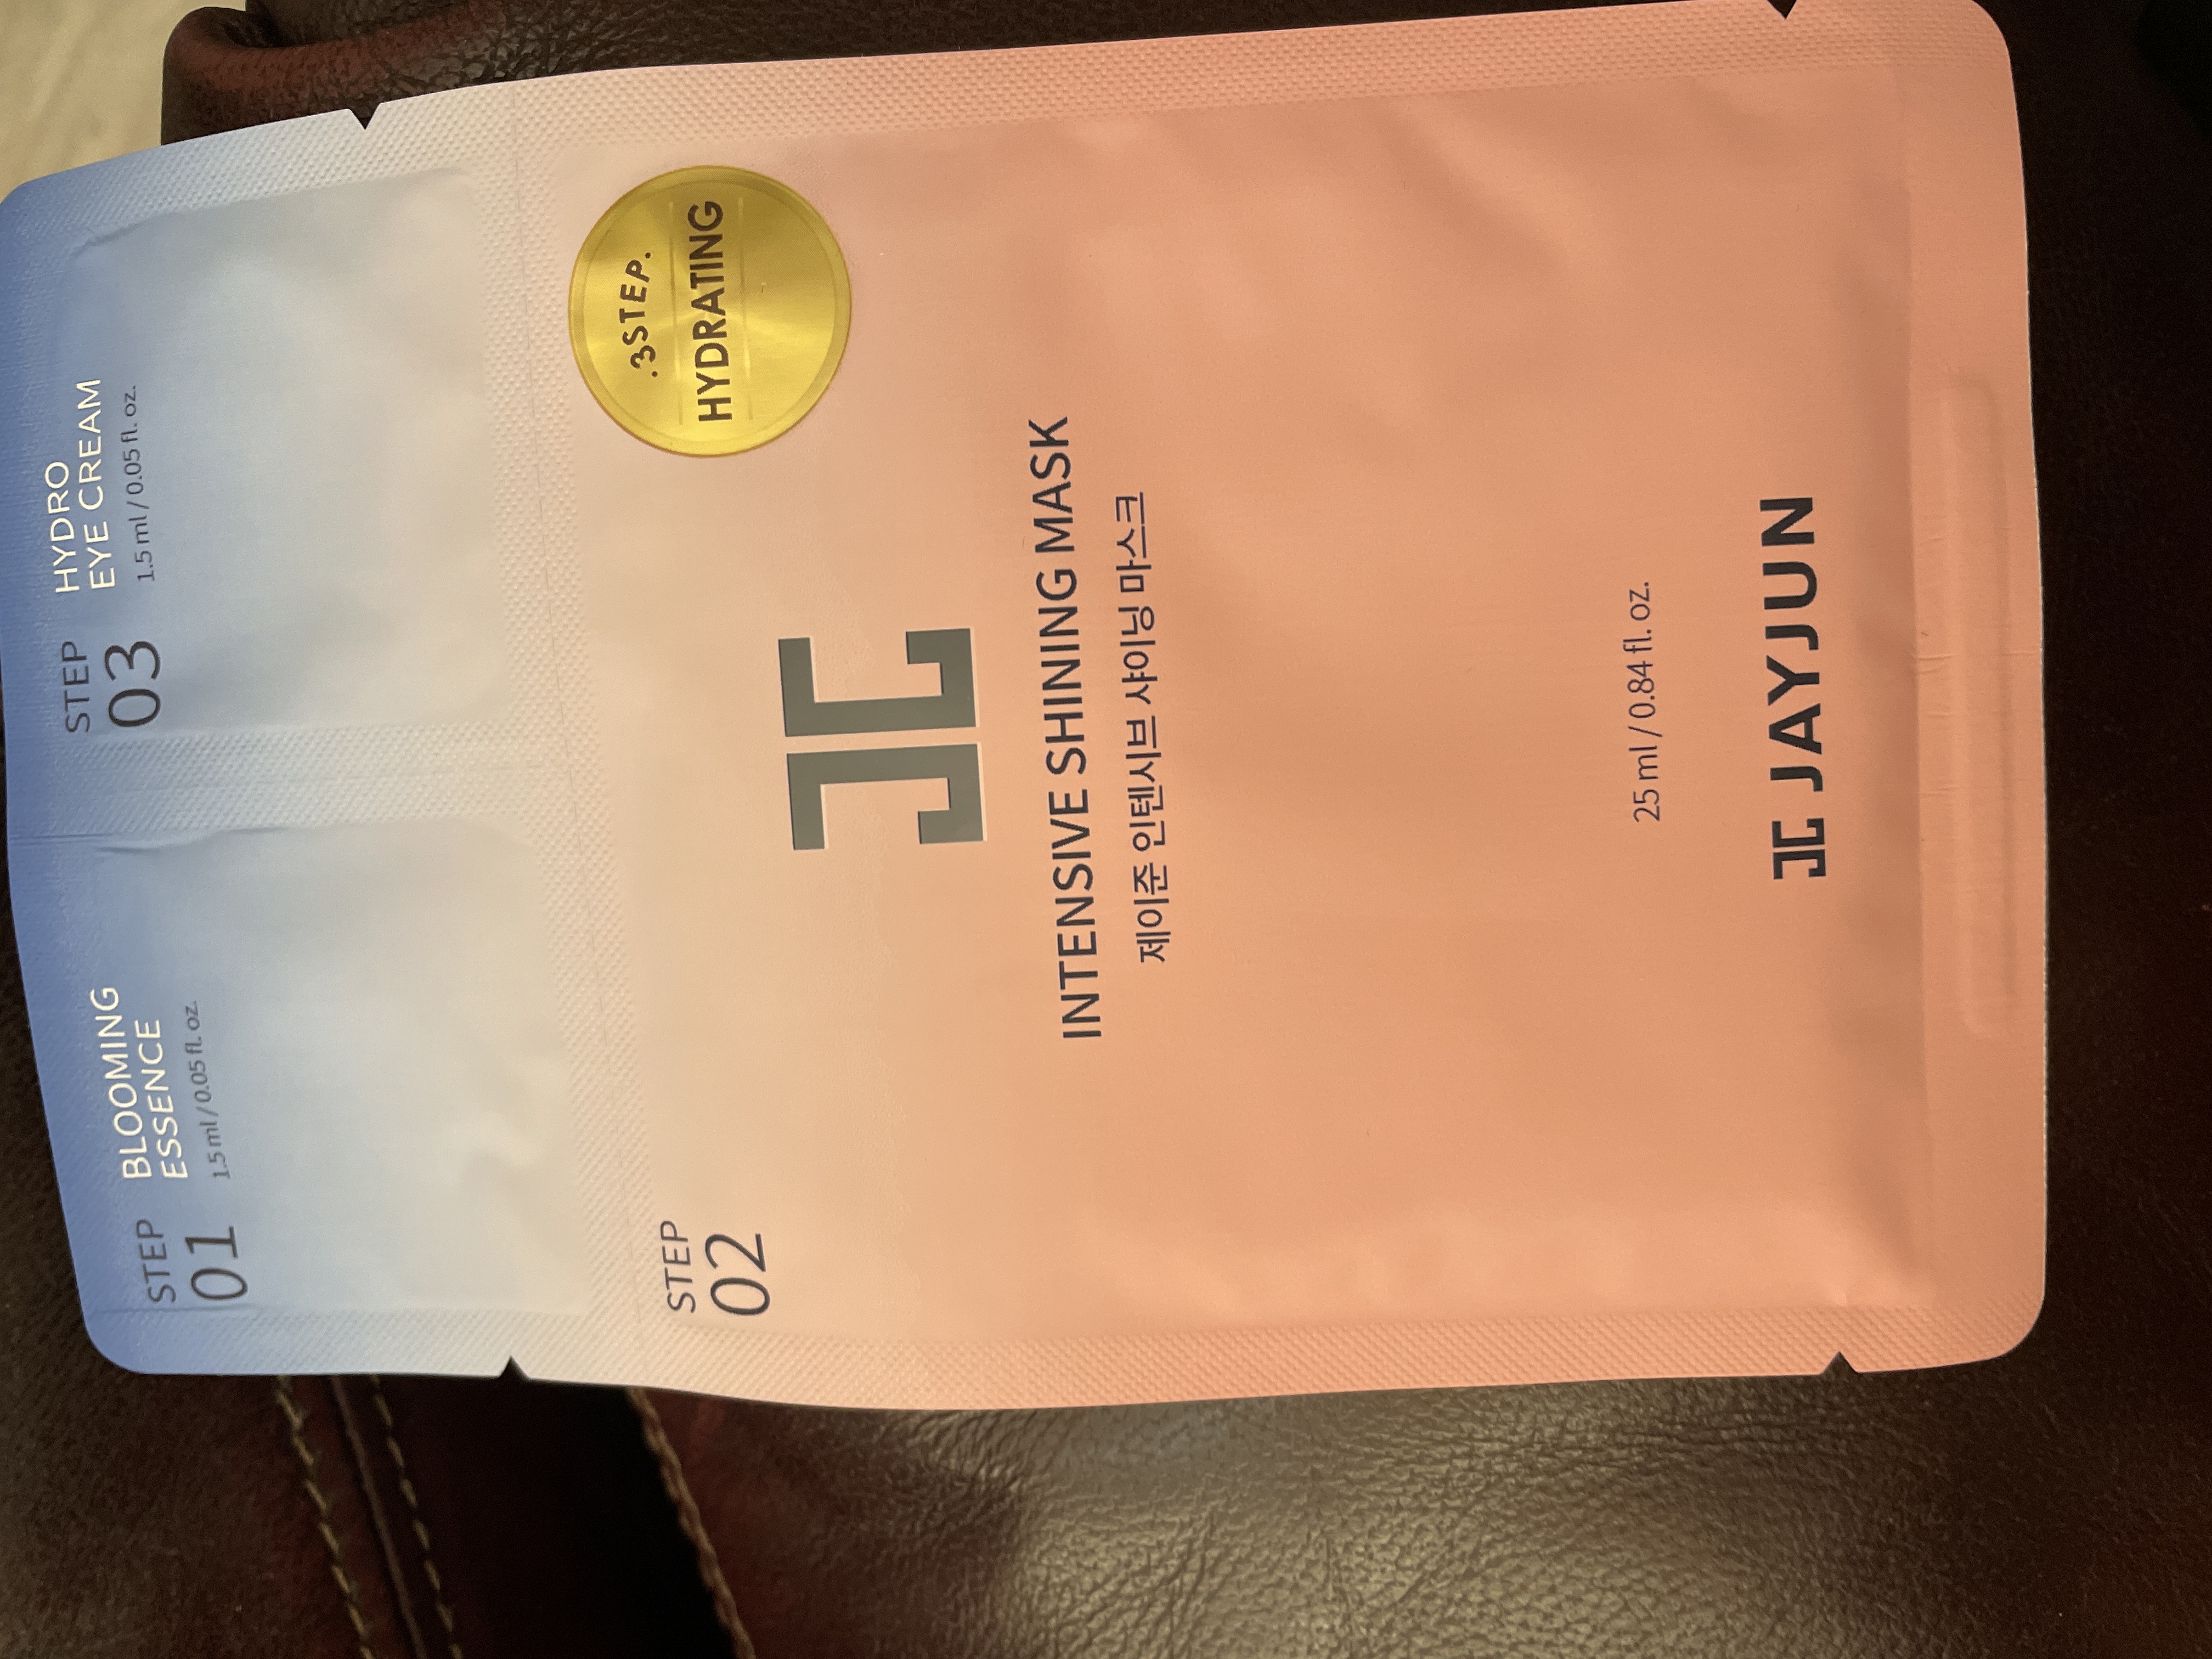 STEP
01
BLOOMING
ESSENCE
1.5 ml / 0.05 fl. oz.
STEP
03
HYDRO
EYE CREAM
1.5 ml / 0.05 fl. oz.
STEP
02
.3STEP.
HYDRATING
INTENSIVE SHINING MASK
제이준 인텐시브 샤이닝 마스크
25 ml / 0.84 fl. oz.
JAYJUN